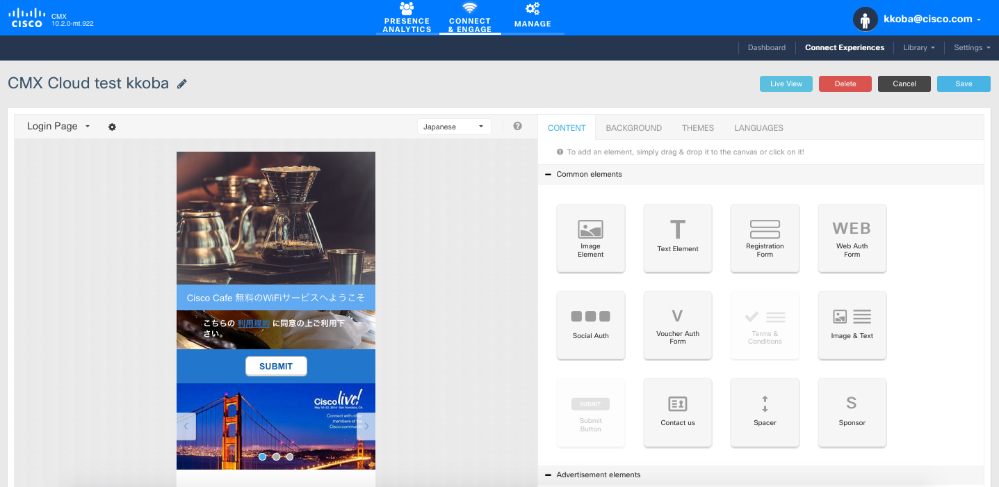 CISCO
CMX
10.2.0-mt.922
PRESENCE
ANALYTICS
CONNECT
& ENGAGE
MANAGE
kkoba@cisco.com
Dashboard
Connect Experiences
Library
Settings
CMX Cloud test kkoba
Live View
Delete
Cancel
Save
Login Page
Japanese
CONTENT
BACKGROUND
THEMES
LANGUAGES
To add an element, simply drag & drop it to the canvas or click on it!
Common elements
Image
Element
T
Text Element
Registration
Form
WEB
Web Auth
Form
Social Auth
V
Voucher Auth
Form
Terms &
Conditions
Image & Text
SUBMIT
Submit
Button
Contact us
Spacer
S
Sponsor
Advertisement elements
Cisco Cafe 無料のWiFiサービスへようこそ
こちらの 利用規約 に同意の上ご利用下
さい。
SUBMIT
Cisco live!
May 18-22, 2014 · San Francisco, CA
Connect with other
members of the
Cisco community